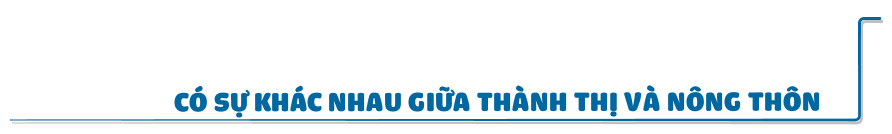 CÓ SỰ KHÁC NHAU GIỮA THÀNH THỊ VÀ NÔNG THÔN